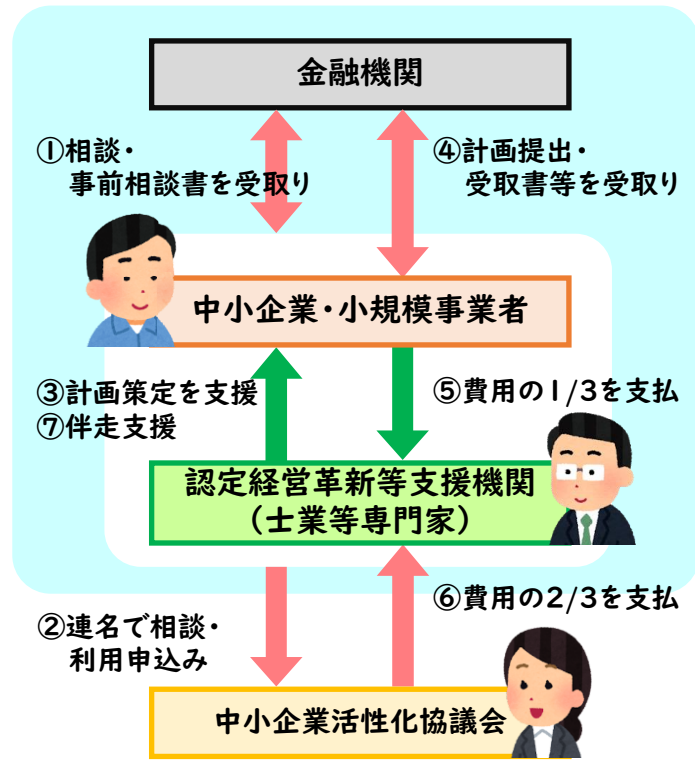 金融機関
①相談・
事前相談書を受取り
④計画提出・
受取書等を受取り
中小企業・小規模事業者
③計画策定を支援
⑦伴走支援
⑤費用の1/3を支払
認定経営革新等支援機関
（士業等専門家）
②連名で相談・
利用申込み
⑥費用の2/3を支払
中小企業活性化協議会